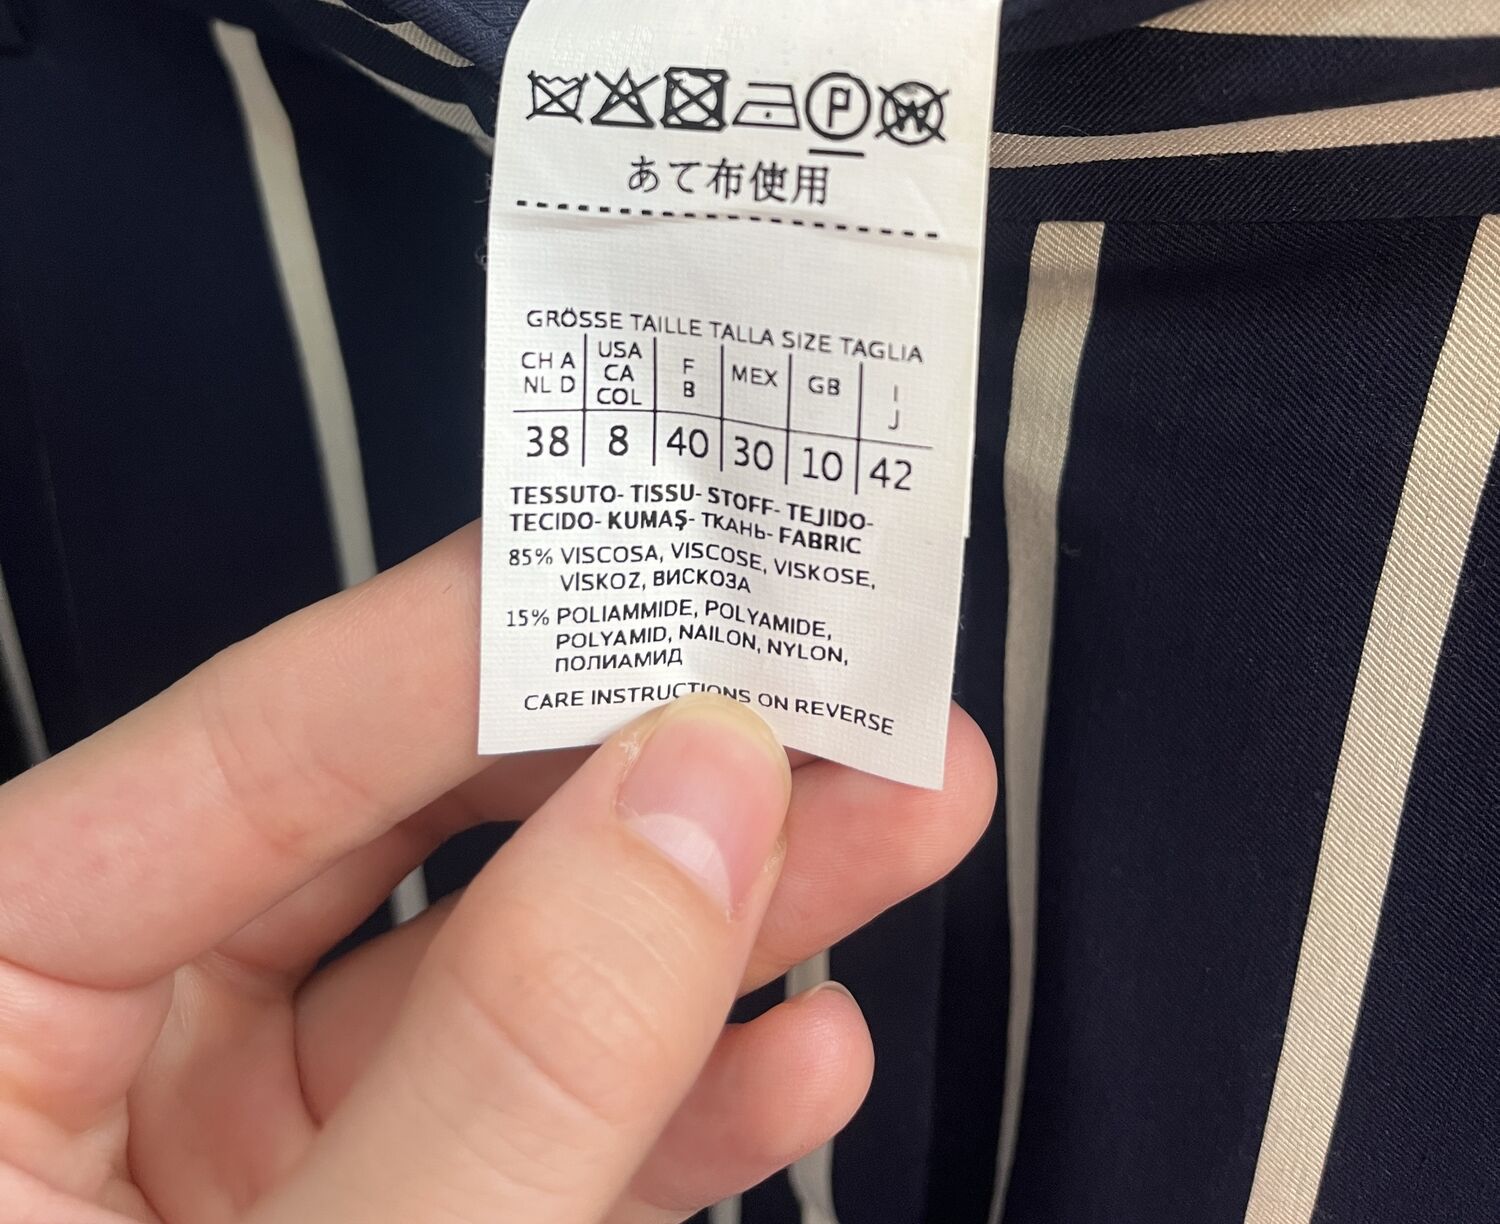 P W
あて布使用
GRÖSSE TAILLE TALLA SIZE TAGLIA
CH A NL D USA CA COL F B MEX GB I J
38 8 40 30 10 42
TESSUTO- TISSU- STOFF- TEJIDO-
TECIDO- KUMAŞ- ТКАНЬ- FABRIC
85% VISCOSA, VISCOSE, VISKOSE,
VİSKOZ, ВИСКОЗА
15% POLIAMMIDE, POLYAMIDE,
POLYAMID, NAILON, NYLON,
ПОЛИАМИД
CARE INSTRUCTIONS ON REVERSE